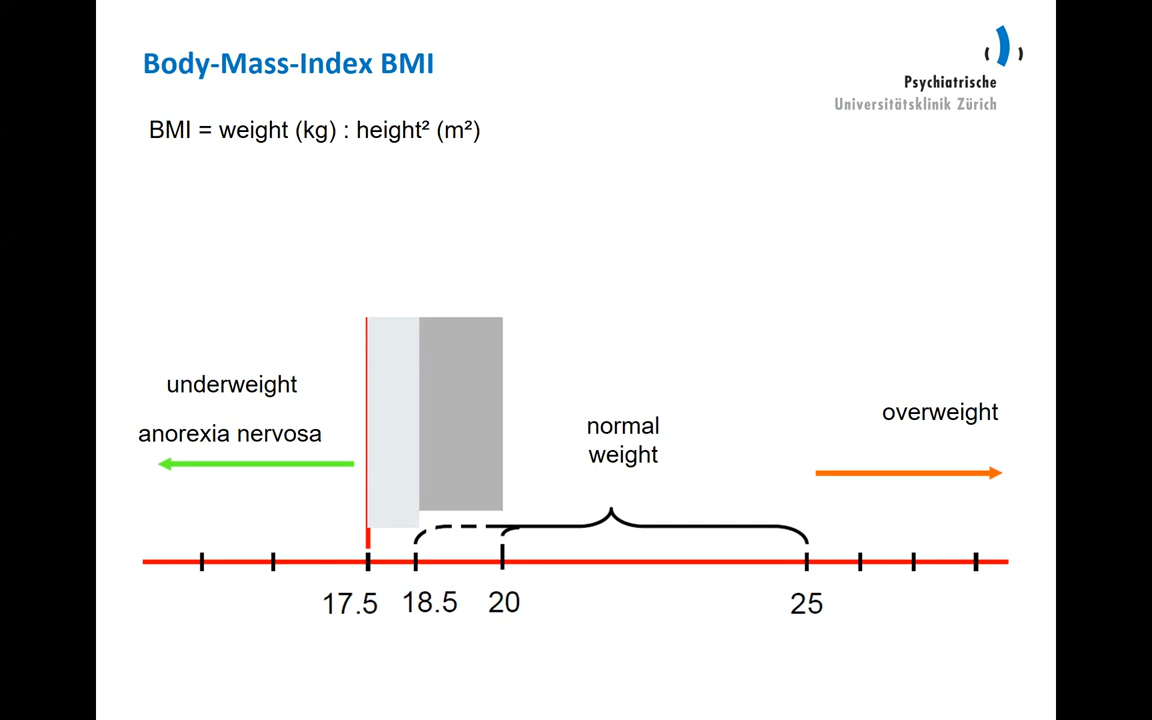 Body-Mass-Index BMI
Psychiatrische
Universitätsklinik Zürich
BMI = weight (kg) : height² (m²)
underweight
anorexia nervosa
normal
weight
overweight
17.5 18.5 20 25